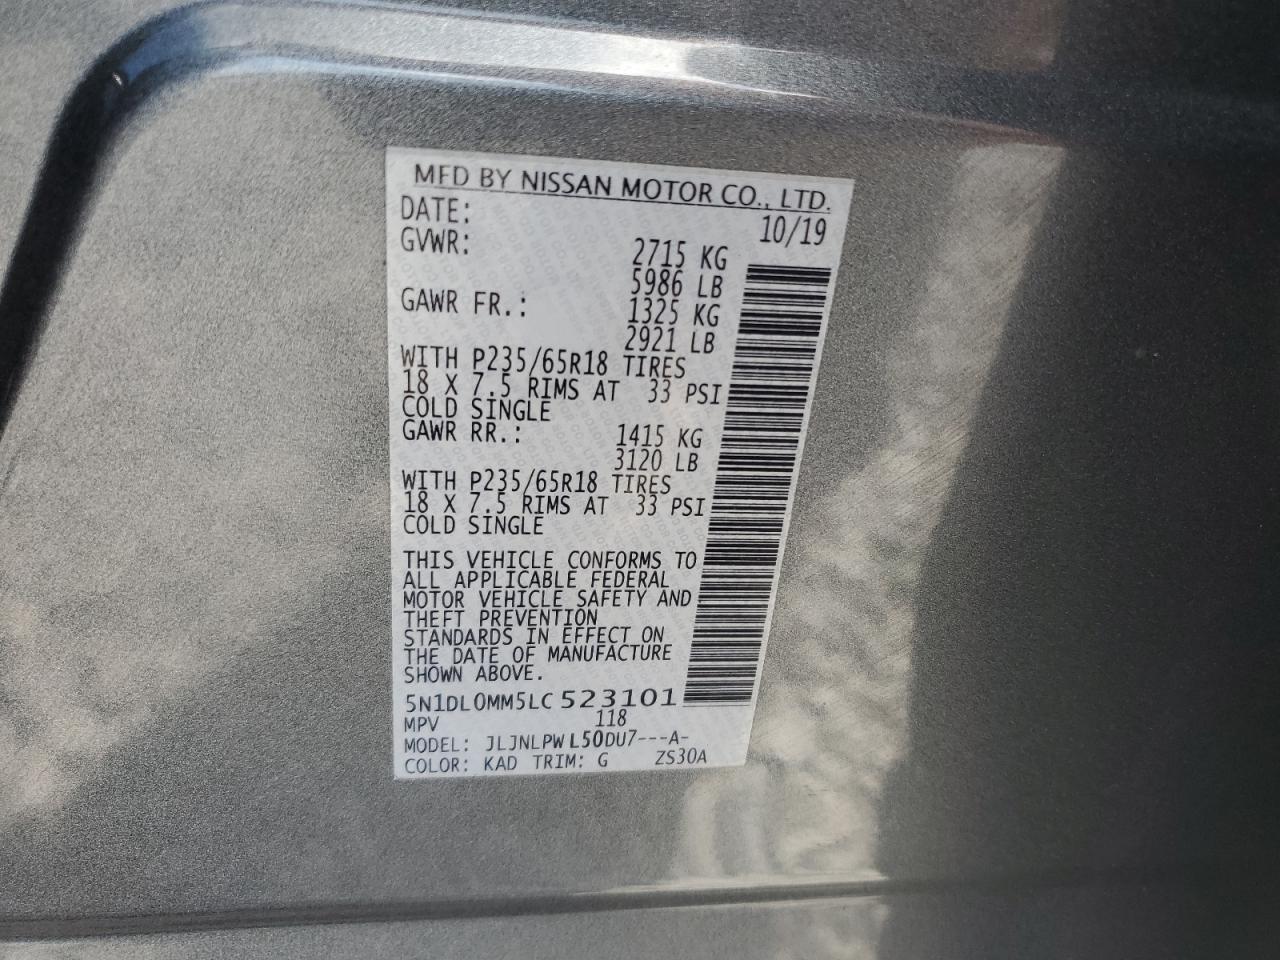 MFD BY NISSAN MOTOR CO., LTD.
DATE: 10/19
GVWR: 2715 KG
5986 LB
GAWR FR.: 1325 KG
2921 LB
WITH P235/65R18 TIRES
18 X 7.5 RIMS AT 33 PSI
COLD SINGLE
GAWR RR.: 1415 KG
3120 LB
WITH P235/65R18 TIRES
18 X 7.5 RIMS AT 33 PSI
COLD SINGLE
THIS VEHICLE CONFORMS TO
ALL APPLICABLE FEDERAL
MOTOR VEHICLE SAFETY AND
THEFT PREVENTION
STANDARDS IN EFFECT ON
THE DATE OF MANUFACTURE
SHOWN ABOVE.
5N1DL0MM5LC523101
MPV 118
MODEL: JLJNLPWL50DU7---A-
COLOR: KAD TRIM: G ZS30A